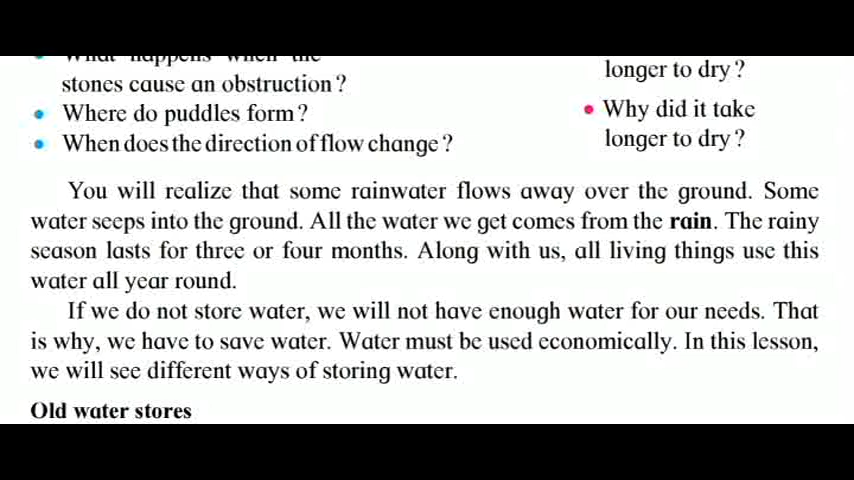 What happens when the
stones cause an obstruction?
• Where do puddles form?
• When does the direction of flow change?
longer to dry?
• Why did it take
longer to dry?
You will realize that some rainwater flows away over the ground. Some
water seeps into the ground. All the water we get comes from the rain. The rainy
season lasts for three or four months. Along with us, all living things use this
water all year round.
If we do not store water, we will not have enough water for our needs. That
is why, we have to save water. Water must be used economically. In this lesson,
we will see different ways of storing water.
Old water stores